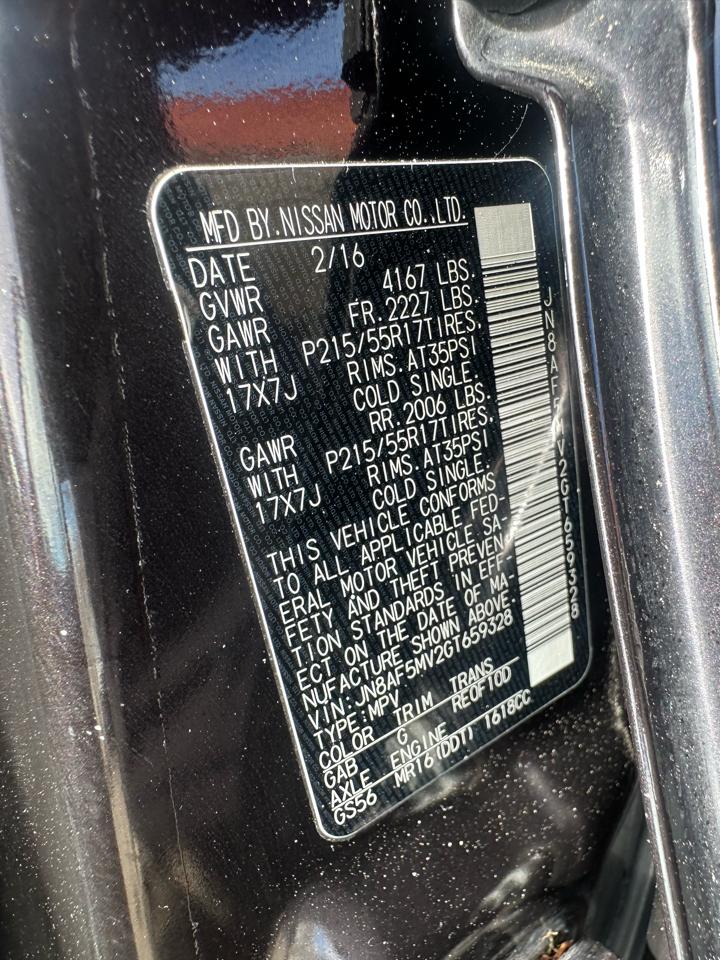 MFD BY.NISSAN MOTOR CO.,LTD.
DATE 2/16
GVWR 4167 LBS.
GAWR FR. 2227 LBS.
WITH P215/55R17TIRES.
17X7J RIMS.AT35PSI
COLD SINGLE.
GAWR RR. 2006 LBS.
WITH P215/55R17TIRES.
17X7J RIMS.AT35PSI
COLD SINGLE.
THIS VEHICLE CONFORMS
TO ALL APPLICABLE FED-
ERAL MOTOR VEHICLE SA-
FETY AND THEFT PREVEN-
TION STANDARDS IN EFF-
ECT ON THE DATE OF MA-
NUFACTURE SHOWN ABOVE.
VIN:JN8AF5MV2GT659328
TYPE:MPV
COLOR TRIM TRANS
GAB G RE0F10D
AXLE ENGINE
GS56 MR16(DDT) 1618CC
JN8AF5MV2GT659328